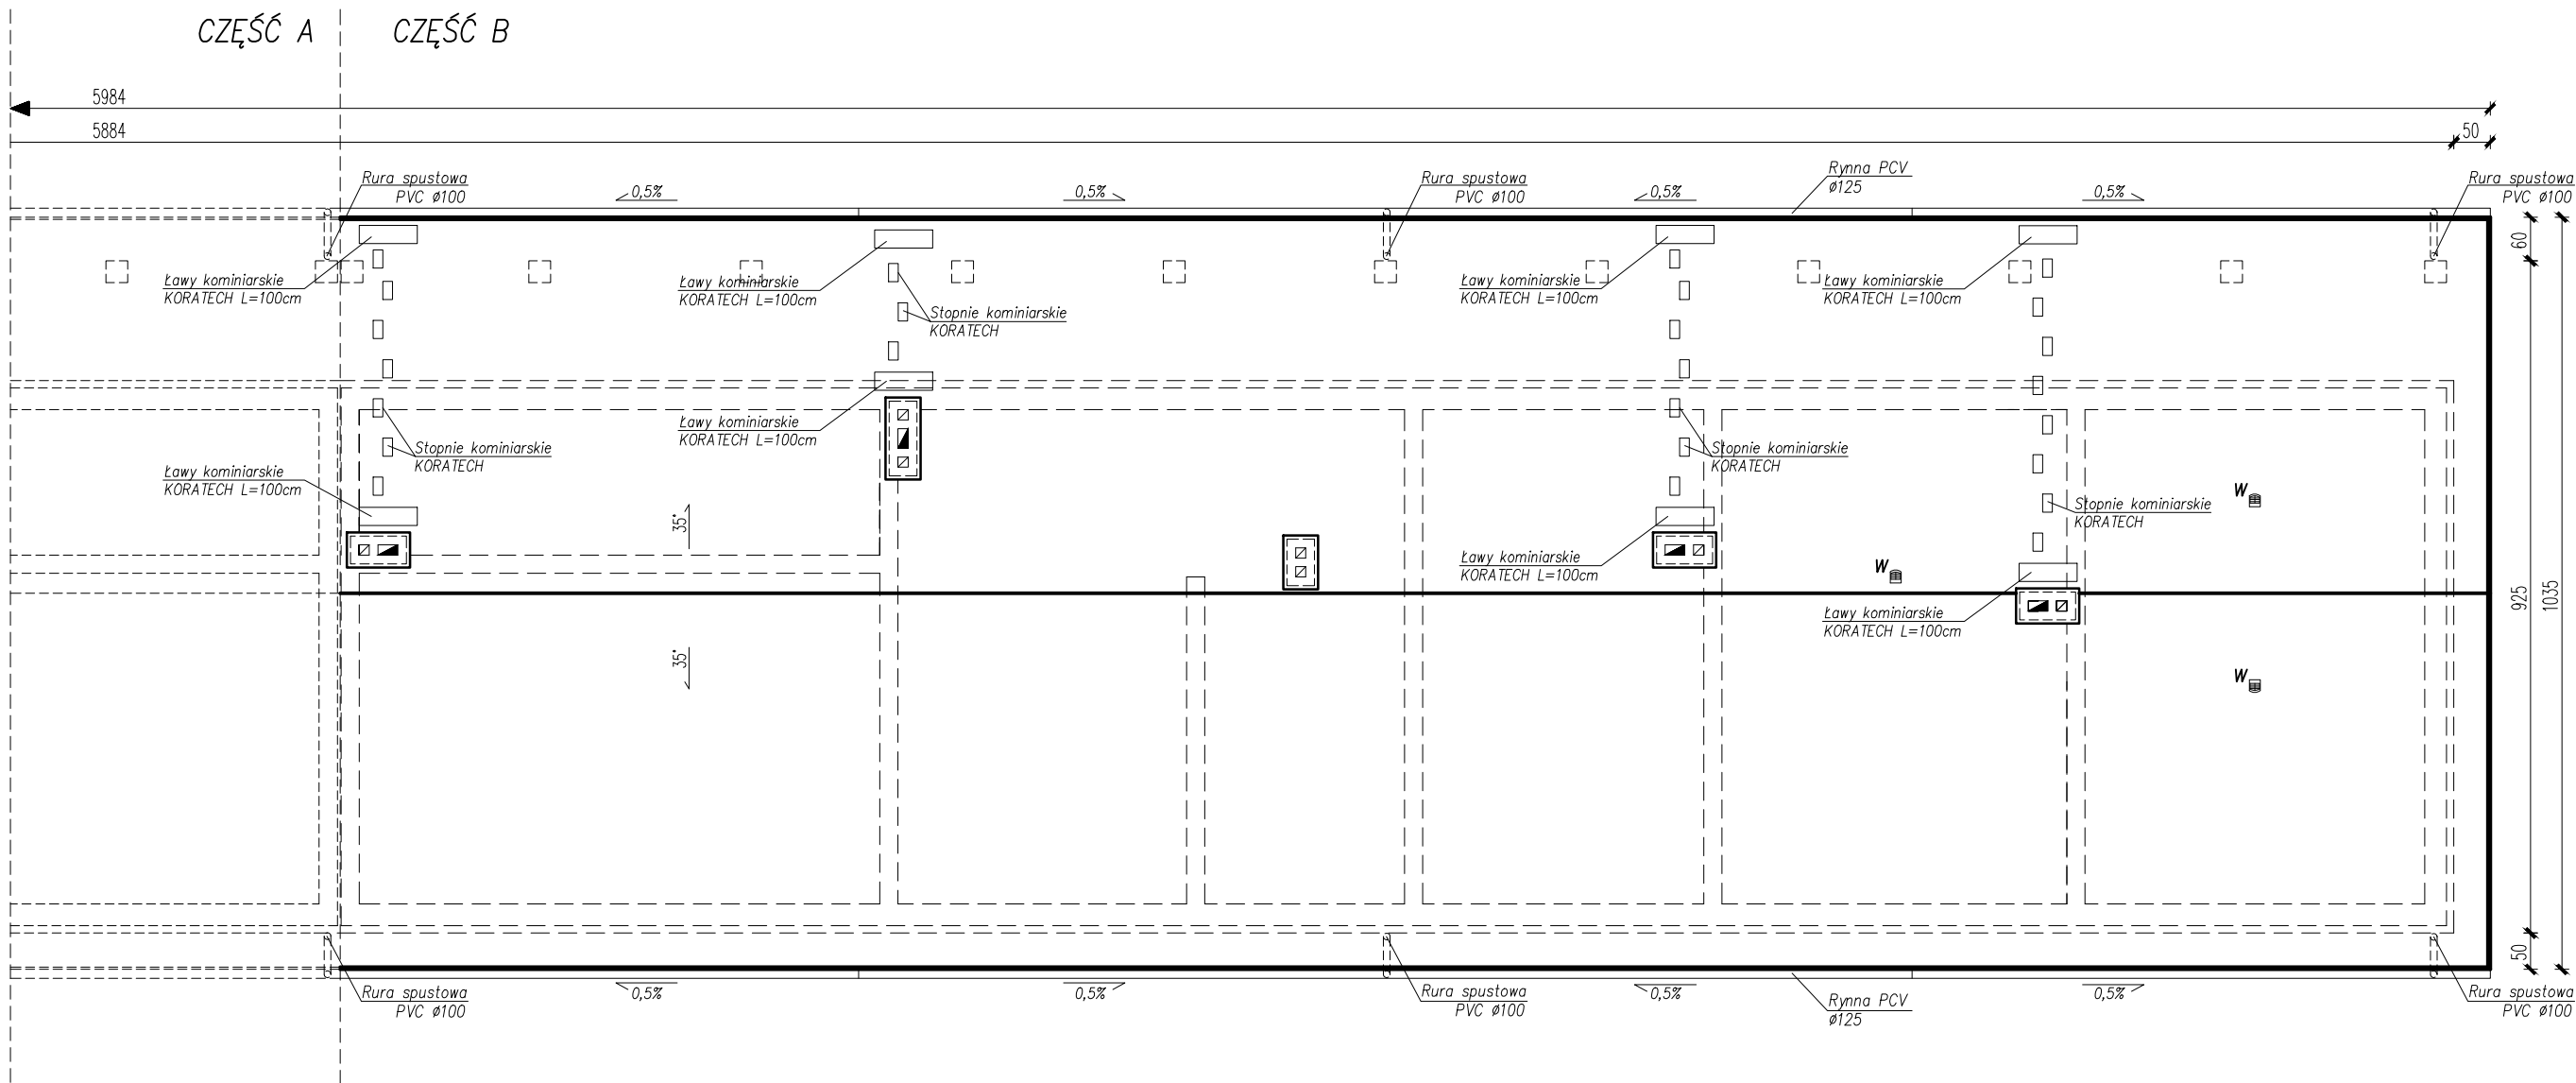 CZĘŚĆ A
CZĘŚĆ B
5984
5884
50
Rura spustowa
PVC ø100
0,5%
0,5%
Rura spustowa
PVC ø100
0,5%
Rynna PCV
ø125
0,5%
Rura spustowa
PVC ø100
60
Ławy kominiarskie
KORATECH L=100cm
Ławy kominiarskie
KORATECH L=100cm
Stopnie kominiarskie
KORATECH
Ławy kominiarskie
KORATECH L=100cm
Ławy kominiarskie
KORATECH L=100cm
Ławy kominiarskie
KORATECH L=100cm
Stopnie kominiarskie
KORATECH
Stopnie kominiarskie
KORATECH
Ławy kominiarskie
KORATECH L=100cm
W
Stopnie kominiarskie
KORATECH
35°
Ławy kominiarskie
KORATECH L=100cm
W
925
1035
Ławy kominiarskie
KORATECH L=100cm
35°
W
50
Rura spustowa
PVC ø100
0,5%
0,5%
Rura spustowa
PVC ø100
0,5%
Rynna PCV
ø125
0,5%
Rura spustowa
PVC ø100